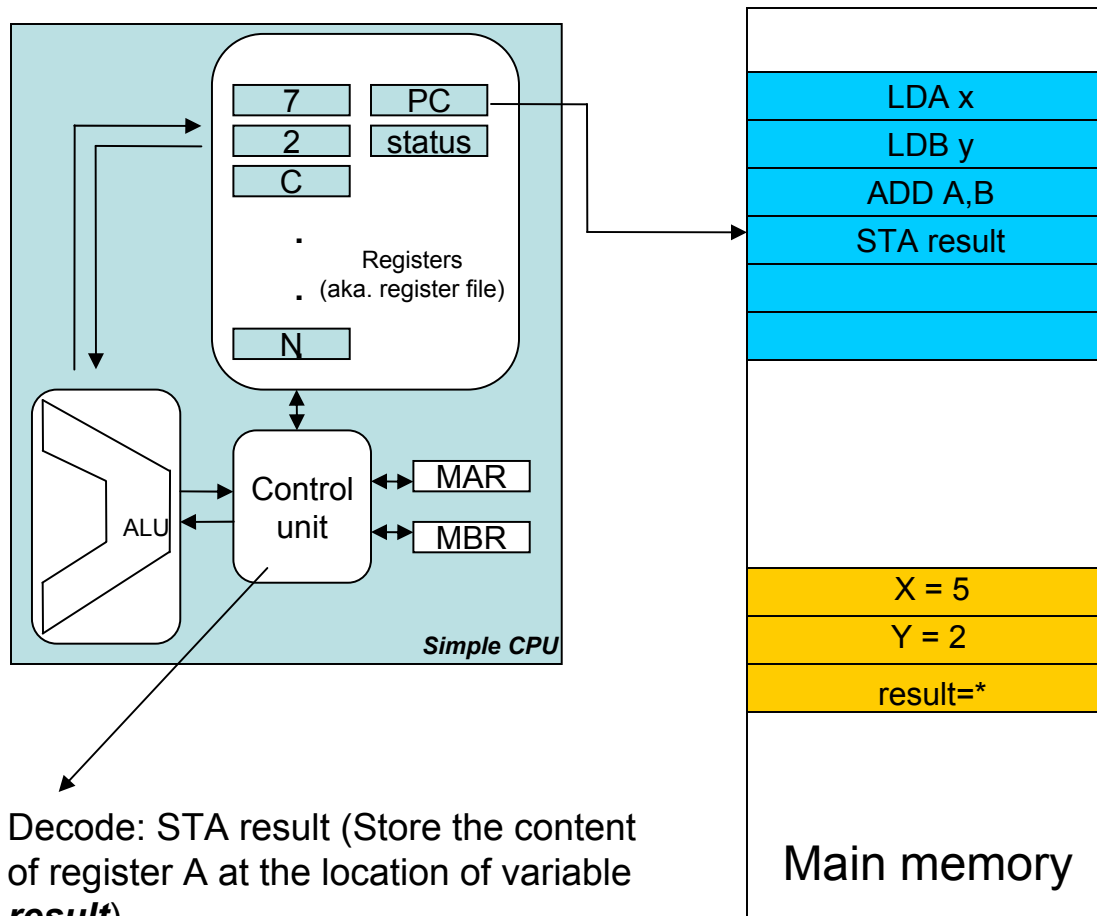 7
PC
2
status
C
.
Registers
. (aka. register file)
N
ALU
Control
unit
MAR
MBR
Simple CPU
Decode: STA result (Store the content
of register A at the location of variable
result)
LDA x
LDB y
ADD A,B
STA result
X = 5
Y = 2
result=*
Main memory